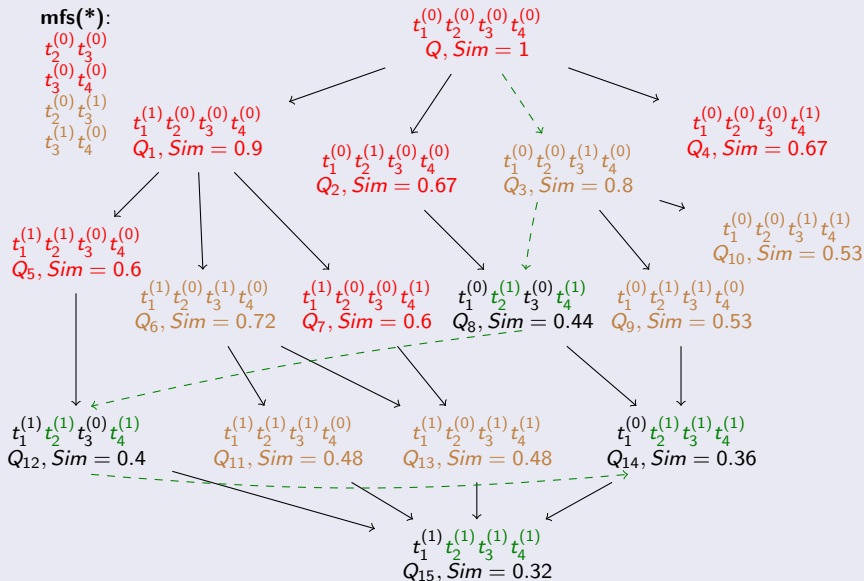 mfs(*):
t₂⁽⁰⁾t₃⁽⁰⁾
t₃⁽⁰⁾t₄⁽⁰⁾
t₂⁽⁰⁾t₃⁽¹⁾
t₃⁽¹⁾t₄⁽⁰⁾
t₁⁽⁰⁾t₂⁽⁰⁾t₃⁽⁰⁾t₄⁽⁰⁾
Q, Sim = 1
t₁⁽¹⁾t₂⁽⁰⁾t₃⁽⁰⁾t₄⁽⁰⁾
Q₁, Sim = 0.9
t₁⁽⁰⁾t₂⁽¹⁾t₃⁽⁰⁾t₄⁽⁰⁾
Q₂, Sim = 0.67
t₁⁽⁰⁾t₂⁽⁰⁾t₃⁽¹⁾t₄⁽⁰⁾
Q₃, Sim = 0.8
t₁⁽⁰⁾t₂⁽⁰⁾t₃⁽⁰⁾t₄⁽¹⁾
Q₄, Sim = 0.67
t₁⁽¹⁾t₂⁽¹⁾t₃⁽⁰⁾t₄⁽⁰⁾
Q₅, Sim = 0.6
t₁⁽⁰⁾t₂⁽⁰⁾t₃⁽¹⁾t₄⁽¹⁾
Q₁₀, Sim = 0.53
t₁⁽¹⁾t₂⁽⁰⁾t₃⁽¹⁾t₄⁽⁰⁾
Q₆, Sim = 0.72
t₁⁽¹⁾t₂⁽⁰⁾t₃⁽⁰⁾t₄⁽¹⁾
Q₇, Sim = 0.6
t₁⁽⁰⁾t₂⁽¹⁾t₃⁽⁰⁾t₄⁽¹⁾
Q₈, Sim = 0.44
t₁⁽⁰⁾t₂⁽¹⁾t₃⁽¹⁾t₄⁽⁰⁾
Q₉, Sim = 0.53
t₁⁽¹⁾t₂⁽¹⁾t₃⁽⁰⁾t₄⁽¹⁾
Q₁₂, Sim = 0.4
t₁⁽¹⁾t₂⁽¹⁾t₃⁽¹⁾t₄⁽⁰⁾
Q₁₁, Sim = 0.48
t₁⁽¹⁾t₂⁽⁰⁾t₃⁽¹⁾t₄⁽¹⁾
Q₁₃, Sim = 0.48
t₁⁽⁰⁾t₂⁽¹⁾t₃⁽¹⁾t₄⁽¹⁾
Q₁₄, Sim = 0.36
t₁⁽¹⁾t₂⁽¹⁾t₃⁽¹⁾t₄⁽¹⁾
Q₁₅, Sim = 0.32